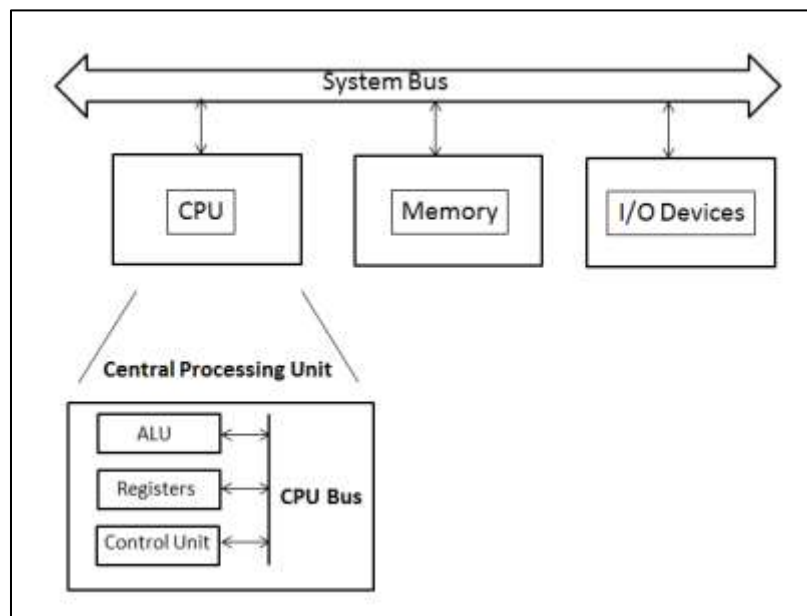 System Bus
CPU
Memory
I/O Devices
Central Processing Unit
ALU
Registers
CPU Bus
Control Unit